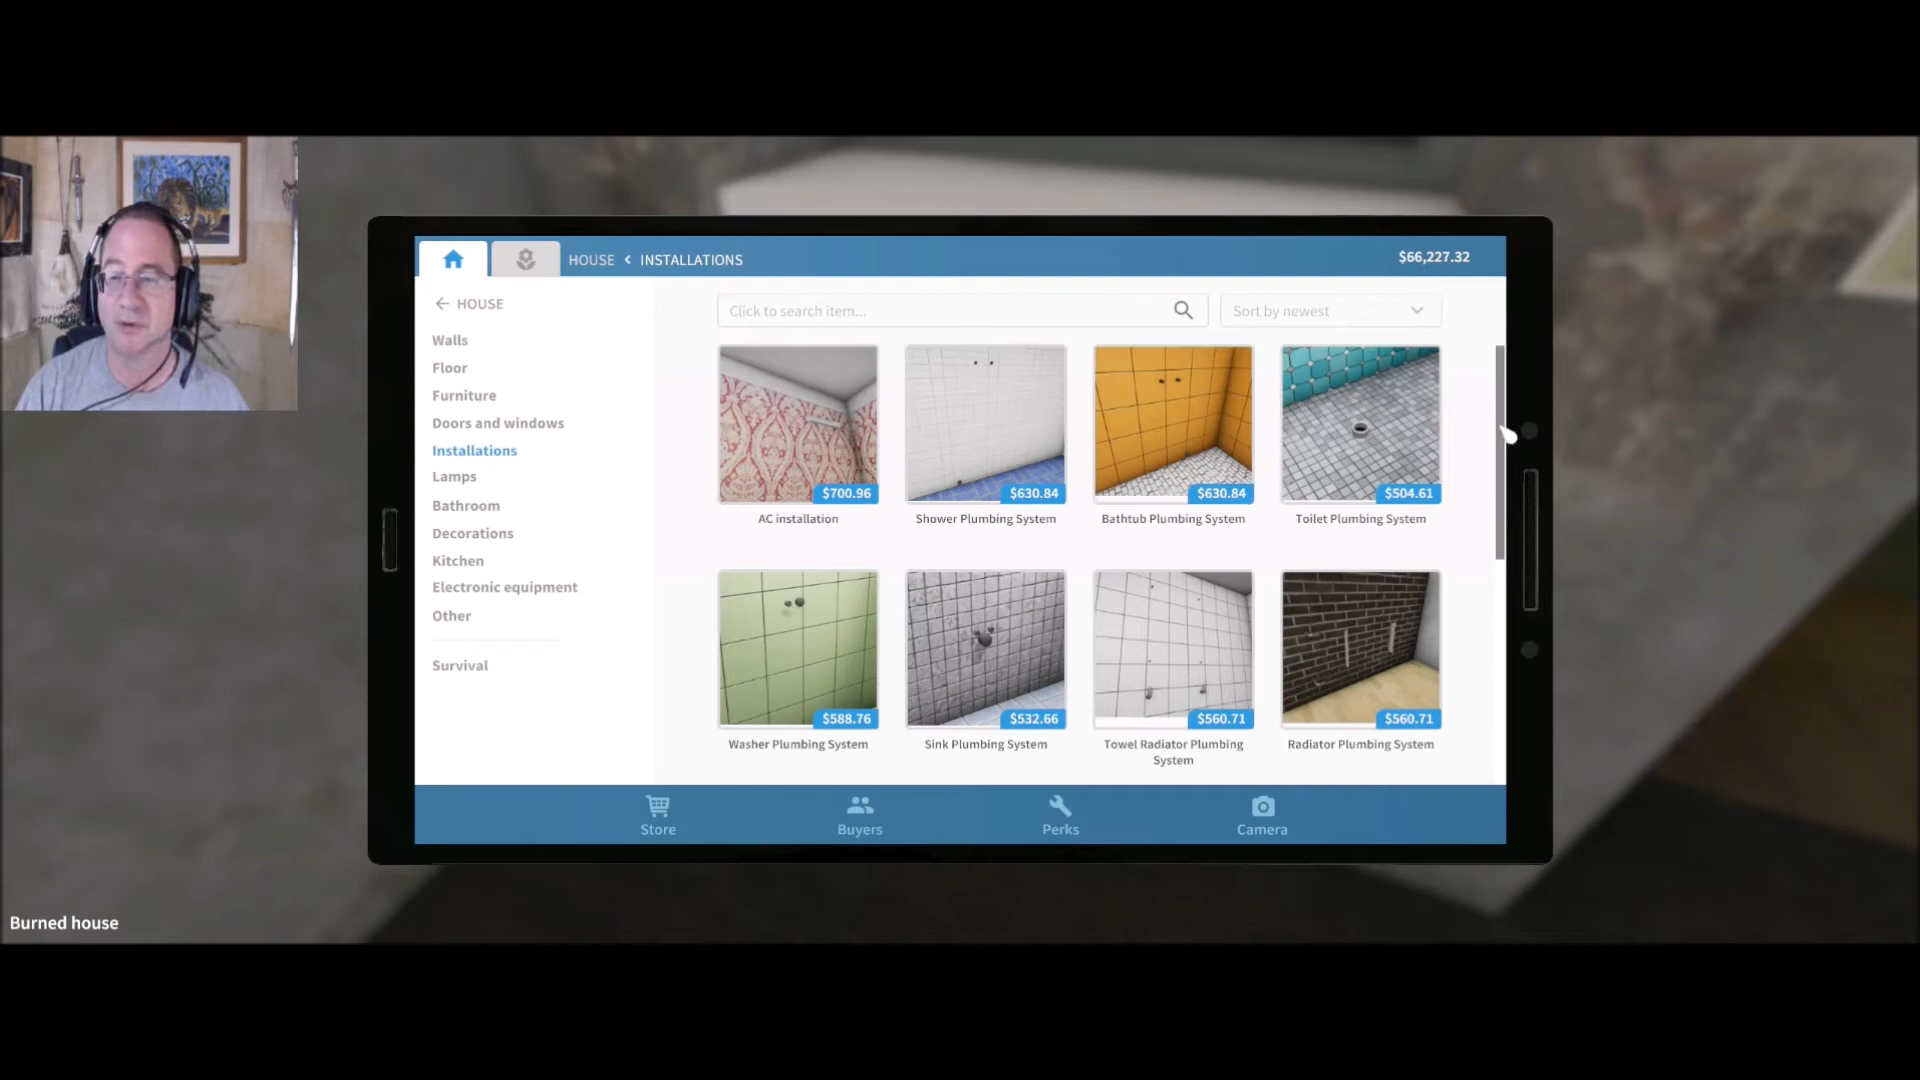 HOUSE < INSTALLATIONS
$66,227.32
← HOUSE
Walls
Floor
Furniture
Doors and windows
Installations
Lamps
Bathroom
Decorations
Kitchen
Electronic equipment
Other
Survival
Click to search item...
Sort by newest
$700.96
AC installation
$630.84
Shower Plumbing System
$630.84
Bathtub Plumbing System
$504.61
Toilet Plumbing System
$588.76
Washer Plumbing System
$532.66
Sink Plumbing System
$560.71
Towel Radiator Plumbing
System
$560.71
Radiator Plumbing System
Store
Buyers
Perks
Camera
Burned house